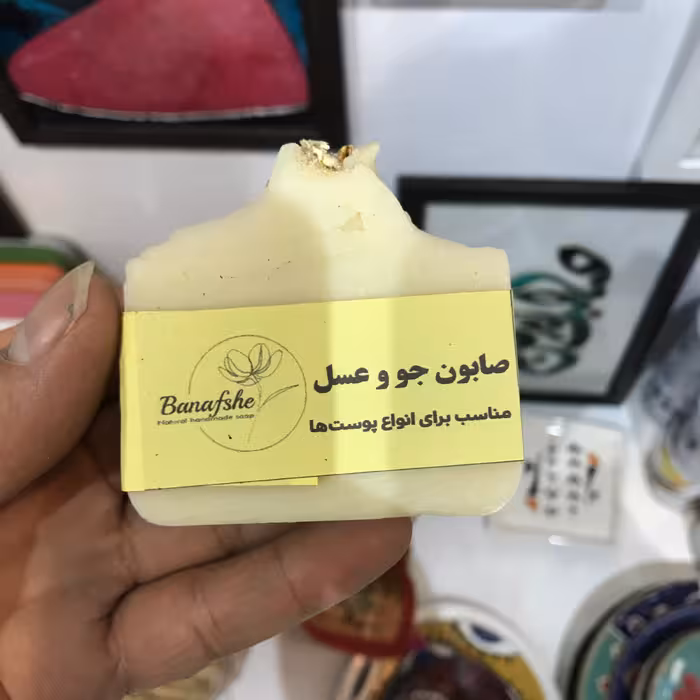 صابون جو و عسل
مناسب برای انواع پوست‌ها
Banafshe
Natural handmade soap